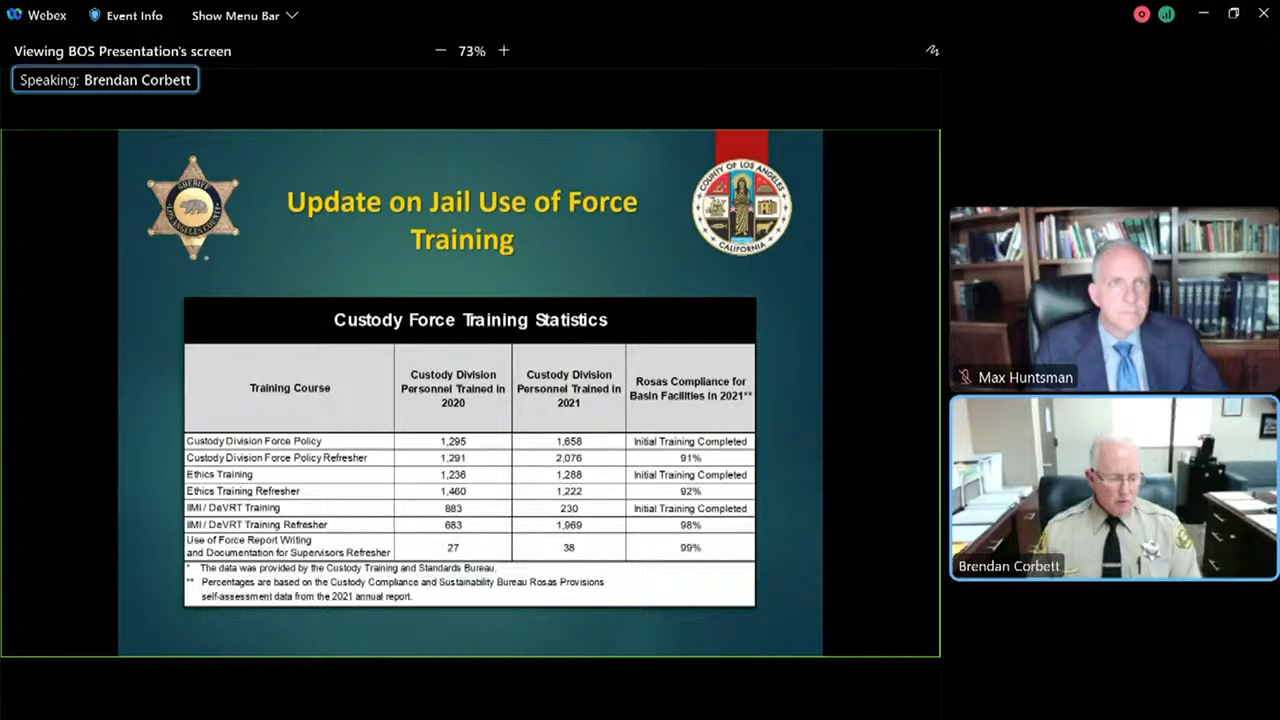 Webex
Event Info
Show Menu Bar
Viewing BOS Presentation's screen
73%
Speaking: Brendan Corbett
SHERIFF
LOS ANGELES COUNTY
COUNTY OF LOS ANGELES
CALIFORNIA
Update on Jail Use of Force
Training
Custody Force Training Statistics
Training Course
Custody Division
Personnel Trained in
2020
Custody Division
Personnel Trained in
2021
Rosas Compliance for
Basin Facilities in 2021**
Custody Division Force Policy 1,295 1,658 Initial Training Completed
Custody Division Force Policy Refresher 1,291 2,076 91%
Ethics Training 1,236 1,288 Initial Training Completed
Ethics Training Refresher 1,460 1,222 92%
IIMI / DeVRT Training 883 230 Initial Training Completed
IIMI / DeVRT Training Refresher 683 1,969 98%
Use of Force Report Writing
and Documentation for Supervisors Refresher 27 38 99%
* The data was provided by the Custody Training and Standards Bureau.
** Percentages are based on the Custody Compliance and Sustainability Bureau Rosas Provisions
self-assessment data from the 2021 annual report.
Max Huntsman
Brendan Corbett